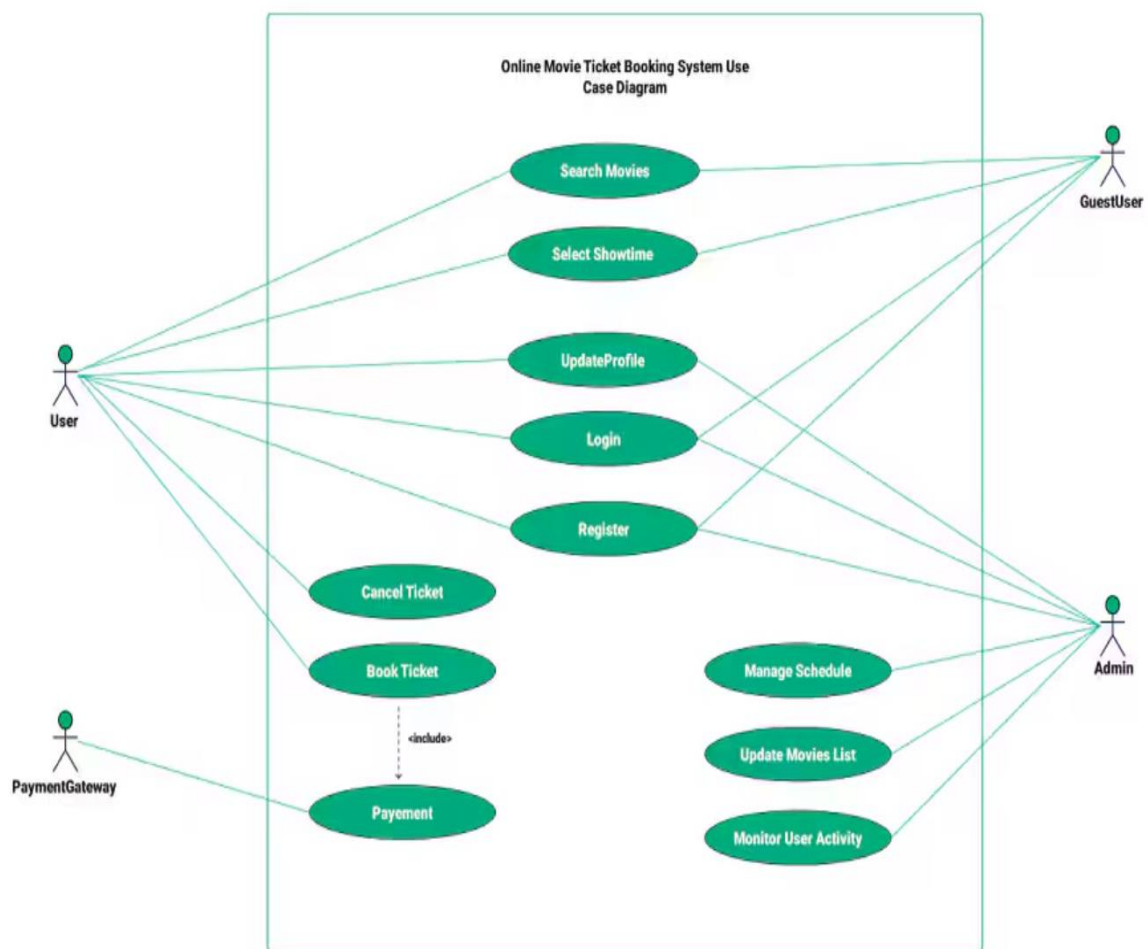 Online Movie Ticket Booking System Use
Case Diagram
Search Movies
GuestUser
Select Showtime
UpdateProfile
User
Login
Register
Cancel Ticket
Book Ticket
Manage Schedule
Admin
<include>
Update Movies List
PaymentGateway
Payement
Monitor User Activity